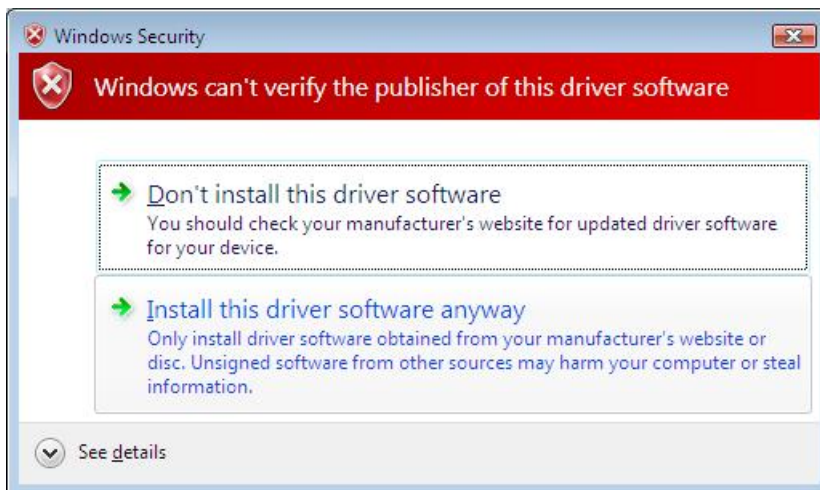 Windows Security
Windows can't verify the publisher of this driver software
Don't install this driver software
You should check your manufacturer's website for updated driver software
for your device.
Install this driver software anyway
Only install driver software obtained from your manufacturer's website or
disc. Unsigned software from other sources may harm your computer or steal
information.
See details